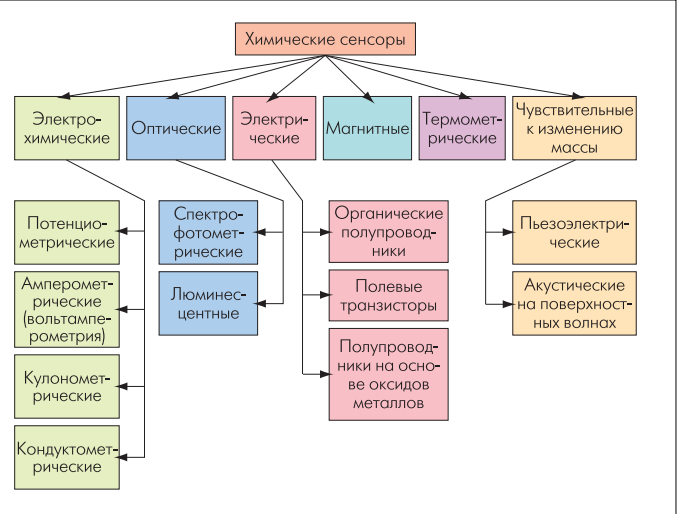 Химические сенсоры
Электро-
химические
Оптические
Электри-
ческие
Магнитные
Термомет-
рические
Чувствительные
к изменению
массы
Потенцио-
метрические
Амперомет-
рические
(вольтампе-
рометрия)
Кулономет-
рические
Кондуктомет-
рические
Спектро-
фотомет-
рические
Люминес-
центные
Органические
полупровод-
ники
Полевые
транзисторы
Полупровод-
ники на осно-
ве оксидов
металлов
Пьезоэлектри-
ческие
Акустические
на поверхност-
ных волнах